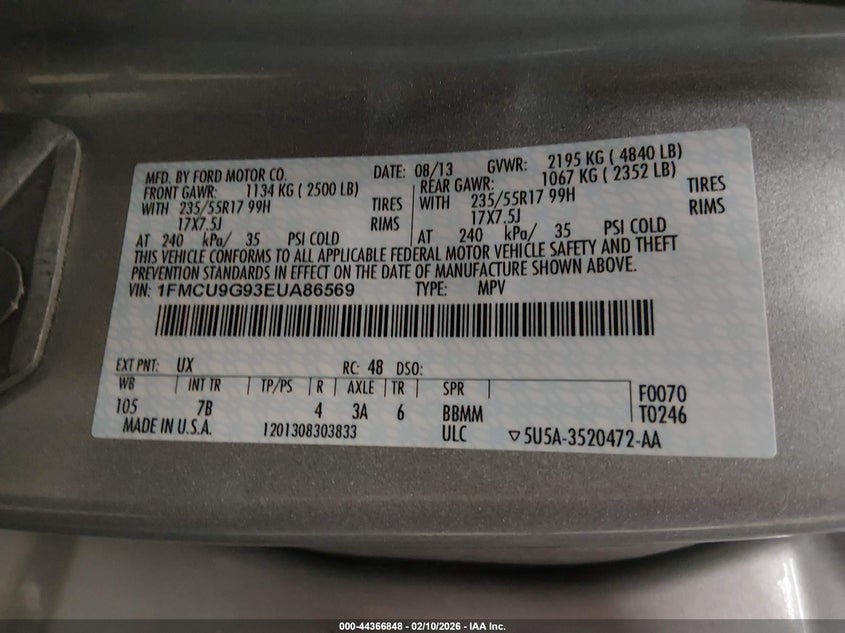 MFD. BY FORD MOTOR CO. DATE: 08/13 GVWR: 2195 KG ( 4840 LB)
FRONT GAWR: 1134 KG ( 2500 LB) REAR GAWR: 1067 KG ( 2352 LB)
WITH 235/55R17 99H TIRES WITH 235/55R17 99H TIRES
17X7.5J RIMS 17X7.5J RIMS
AT 240 kPa/ 35 PSI COLD AT 240 kPa/ 35 PSI COLD
THIS VEHICLE CONFORMS TO ALL APPLICABLE FEDERAL MOTOR VEHICLE SAFETY AND THEFT
PREVENTION STANDARDS IN EFFECT ON THE DATE OF MANUFACTURE SHOWN ABOVE.
VIN: 1FMCU9G93EUA86569 TYPE: MPV
EXT PNT: UX RC: 48 DSO:
WB INT TR TP/PS R AXLE TR SPR F0070
105 7B 4 3A 6 BBMM T0246
MADE IN U.S.A. 1201308303833 ULC ▽5U5A-3520472-AA
000-44366848 - 02/10/2026 - IAA Inc.